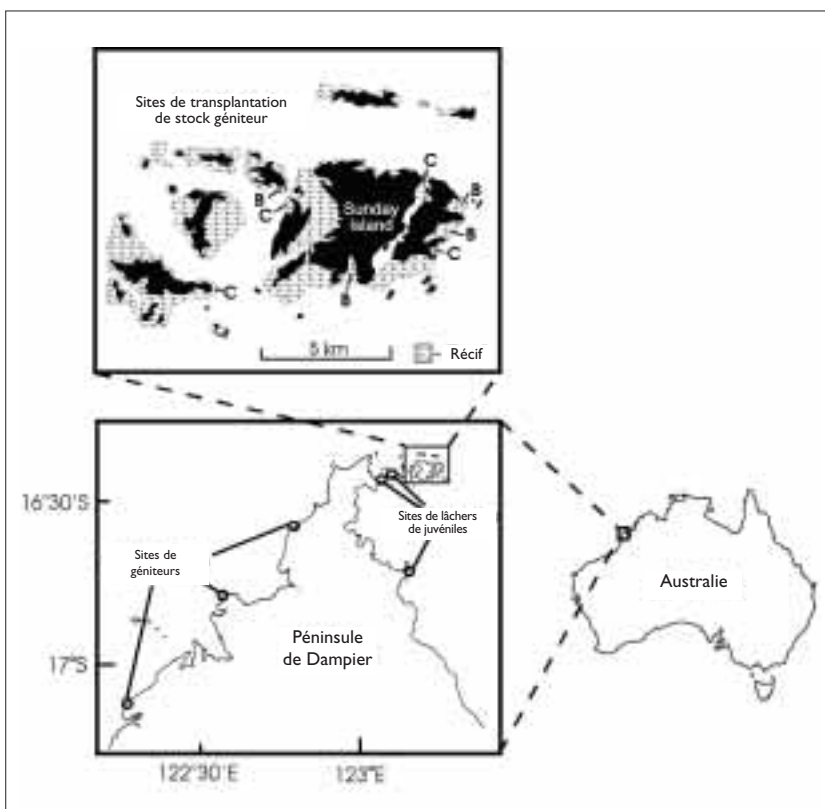 Sites de transplantation
de stock géniteur
C
B
B
C
Sunday
Island
B
C
C
B
5 km
Récif
16°30'S
Sites de lâchers
de juvéniles
Sites de
géniteurs
Australie
Péninsule
de Dampier
17°S
122°30'E
123°E